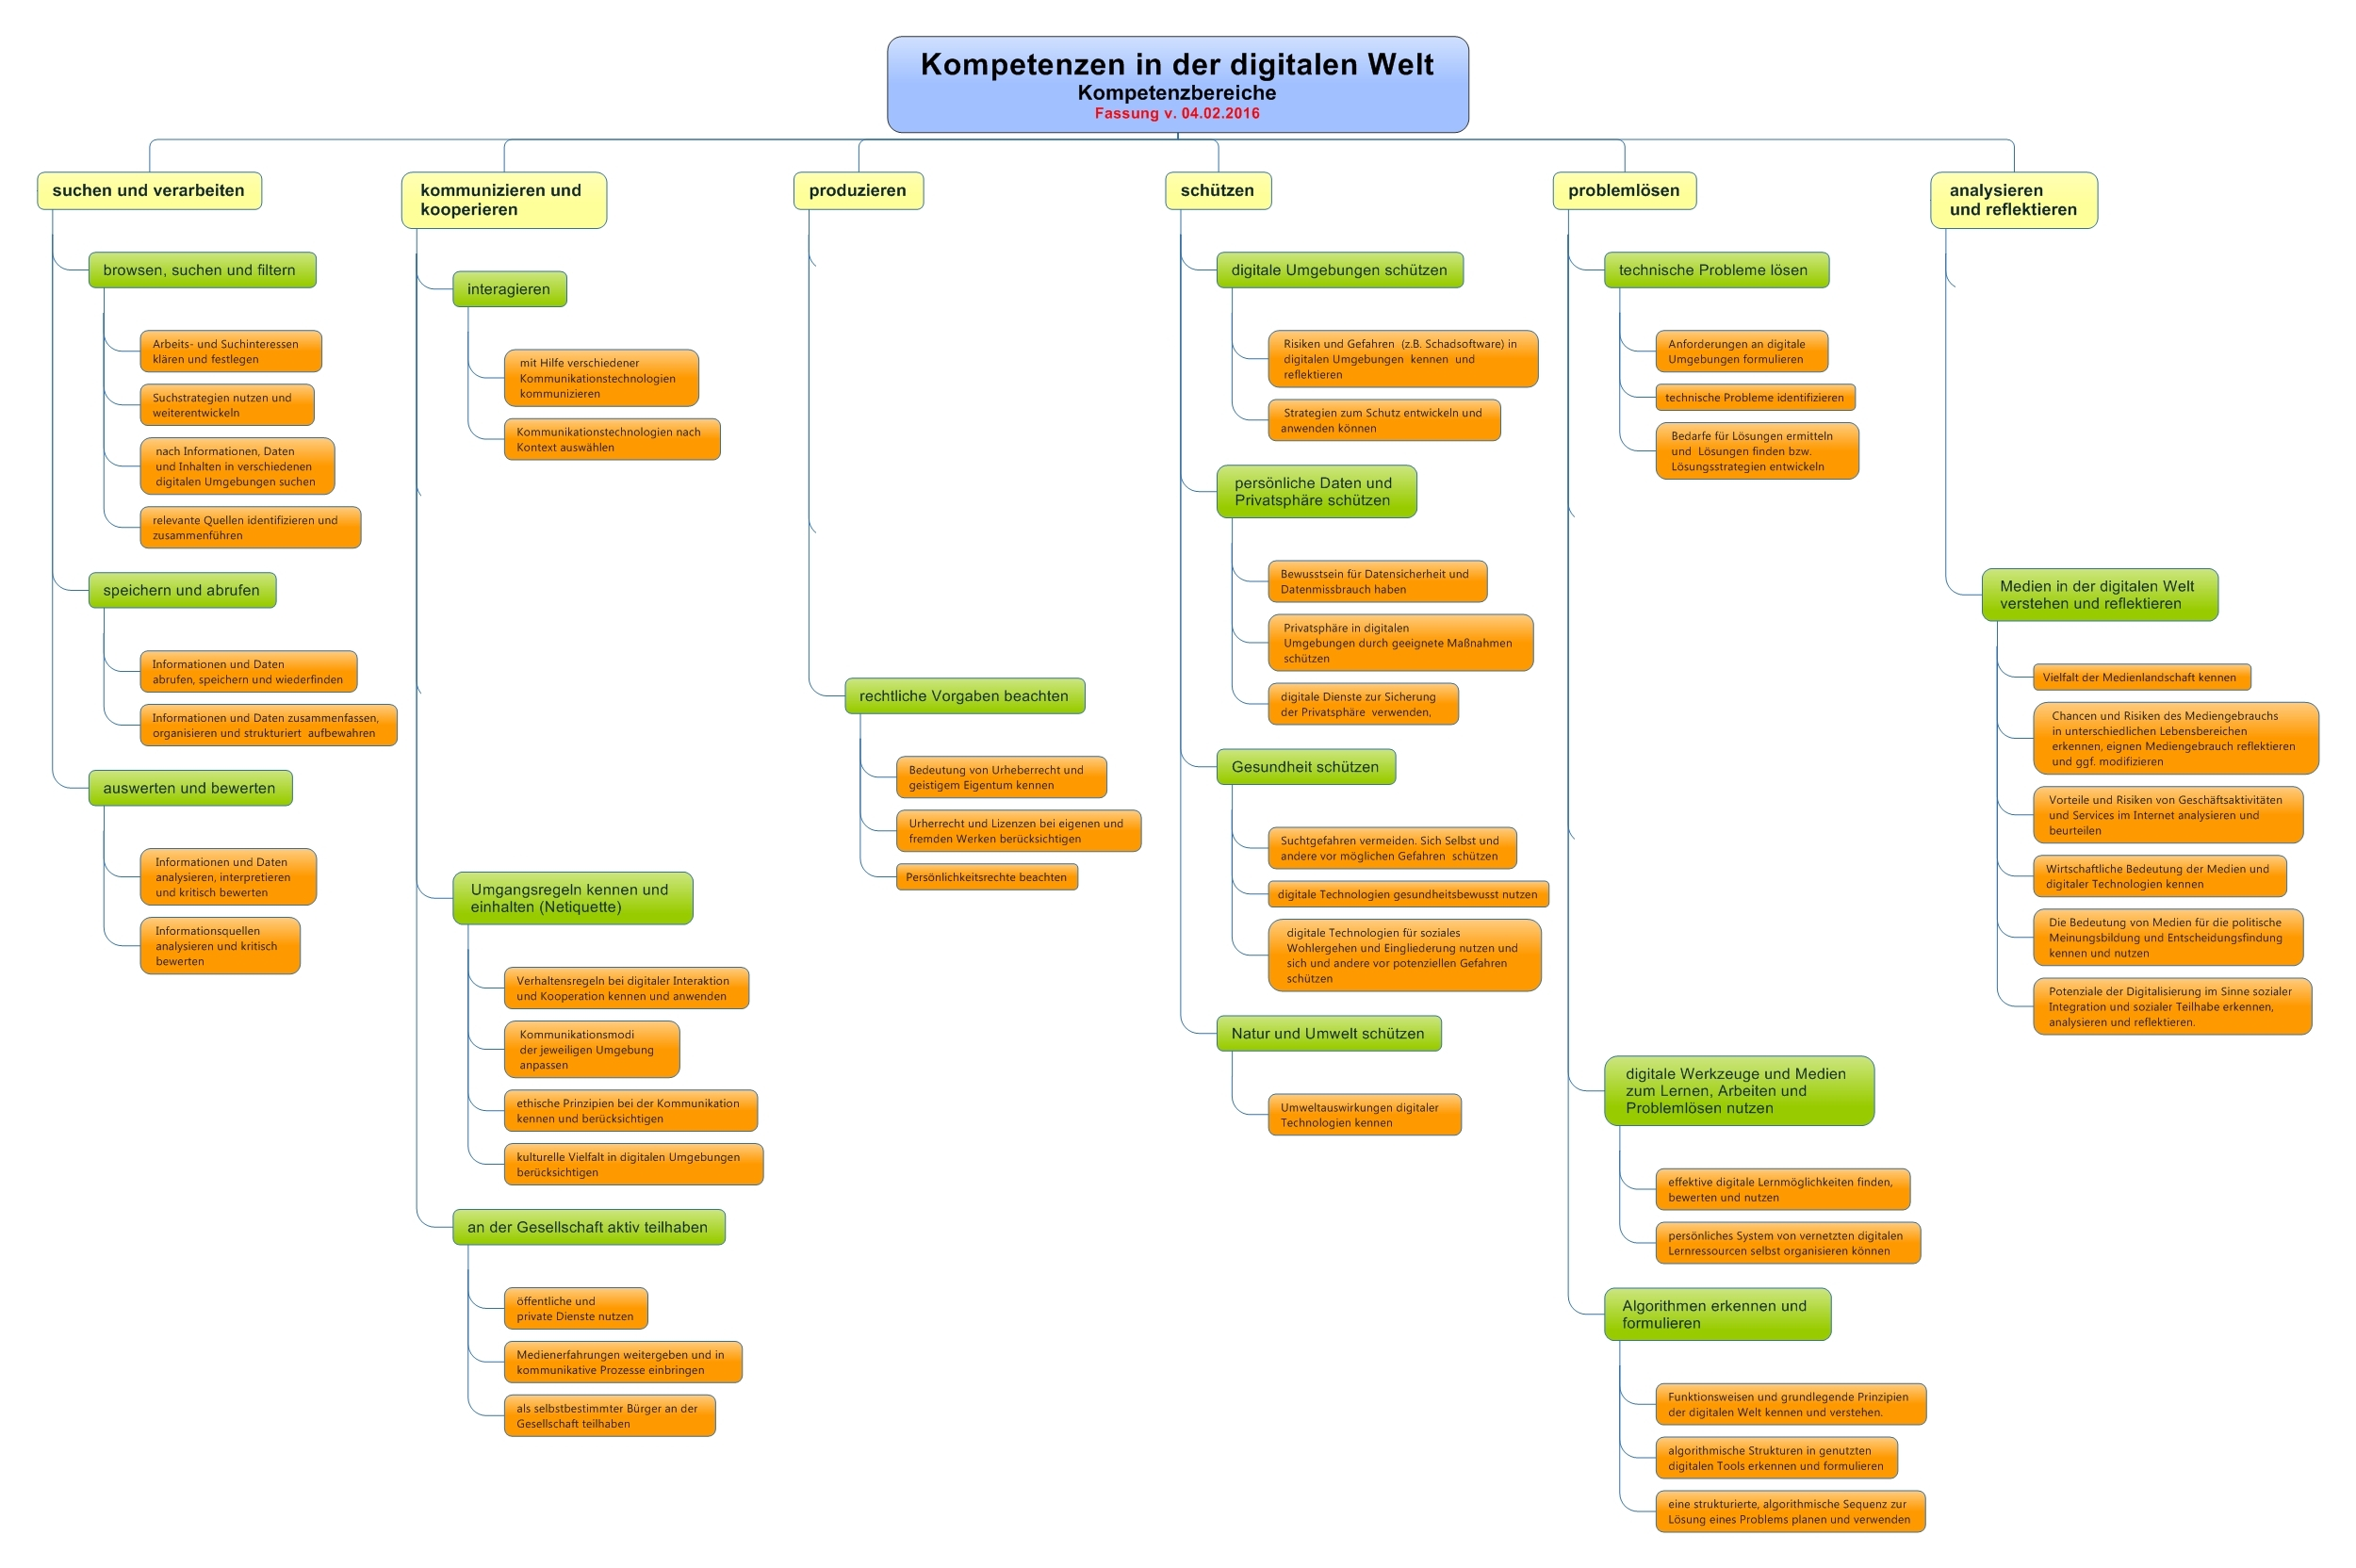 Kompetenzen in der digitalen Welt
Kompetenzbereiche
Fassung v. 04.02.2016
suchen und verarbeiten
browsen, suchen und filtern
Arbeits- und Suchinteressen
klären und festlegen
Suchstrategien nutzen und
weiterentwickeln
nach Informationen, Daten
und Inhalten in verschiedenen
digitalen Umgebungen suchen
relevante Quellen identifizieren und
zusammenführen
speichern und abrufen
Informationen und Daten
abrufen, speichern und wiederfinden
Informationen und Daten zusammenfassen,
organisieren und strukturiert aufbewahren
auswerten und bewerten
Informationen und Daten
analysieren, interpretieren
und kritisch bewerten
Informationsquellen
analysieren und kritisch
bewerten
kommunizieren und
kooperieren
interagieren
mit Hilfe verschiedener
Kommunikationstechnologien
kommunizieren
Kommunikationstechnologien nach
Kontext auswählen
Umgangsregeln kennen und
einhalten (Netiquette)
Verhaltensregeln bei digitaler Interaktion
und Kooperation kennen und anwenden
Kommunikationsmodi
der jeweiligen Umgebung
anpassen
ethische Prinzipien bei der Kommunikation
kennen und berücksichtigen
kulturelle Vielfalt in digitalen Umgebungen
berücksichtigen
an der Gesellschaft aktiv teilhaben
öffentliche und
private Dienste nutzen
Medienerfahrungen weitergeben und in
kommunikative Prozesse einbringen
als selbstbestimmter Bürger an der
Gesellschaft teilhaben
produzieren
rechtliche Vorgaben beachten
Bedeutung von Urheberrecht und
geistigem Eigentum kennen
Urherrecht und Lizenzen bei eigenen und
fremden Werken berücksichtigen
Persönlichkeitsrechte beachten
schützen
digitale Umgebungen schützen
Risiken und Gefahren (z.B. Schadsoftware) in
digitalen Umgebungen kennen und
reflektieren
Strategien zum Schutz entwickeln und
anwenden können
persönliche Daten und
Privatsphäre schützen
Bewusstsein für Datensicherheit und
Datenmissbrauch haben
Privatsphäre in digitalen
Umgebungen durch geeignete Maßnahmen
schützen
digitale Dienste zur Sicherung
der Privatsphäre verwenden,
Gesundheit schützen
Suchtgefahren vermeiden. Sich Selbst und
andere vor möglichen Gefahren schützen
digitale Technologien gesundheitsbewusst nutzen
digitale Technologien für soziales
Wohlergehen und Eingliederung nutzen und
sich und andere vor potenziellen Gefahren
schützen
Natur und Umwelt schützen
Umweltauswirkungen digitaler
Technologien kennen
problemlösen
technische Probleme lösen
Anforderungen an digitale
Umgebungen formulieren
technische Probleme identifizieren
Bedarfe für Lösungen ermitteln
und Lösungen finden bzw.
Lösungsstrategien entwickeln
digitale Werkzeuge und Medien
zum Lernen, Arbeiten und
Problemlösen nutzen
effektive digitale Lernmöglichkeiten finden,
bewerten und nutzen
persönliches System von vernetzten digitalen
Lernressourcen selbst organisieren können
Algorithmen erkennen und
formulieren
Funktionsweisen und grundlegende Prinzipien
der digitalen Welt kennen und verstehen.
algorithmische Strukturen in genutzten
digitalen Tools erkennen und formulieren
eine strukturierte, algorithmische Sequenz zur
Lösung eines Problems planen und verwenden
analysieren
und reflektieren
Medien in der digitalen Welt
verstehen und reflektieren
Vielfalt der Medienlandschaft kennen
Chancen und Risiken des Mediengebrauchs
in unterschiedlichen Lebensbereichen
erkennen, eignen Mediengebrauch reflektieren
und ggf. modifizieren
Vorteile und Risiken von Geschäftsaktivitäten
und Services im Internet analysieren und
beurteilen
Wirtschaftliche Bedeutung der Medien und
digitaler Technologien kennen
Die Bedeutung von Medien für die politische
Meinungsbildung und Entscheidungsfindung
kennen und nutzen
Potenziale der Digitalisierung im Sinne sozialer
Integration und sozialer Teilhabe erkennen,
analysieren und reflektieren.